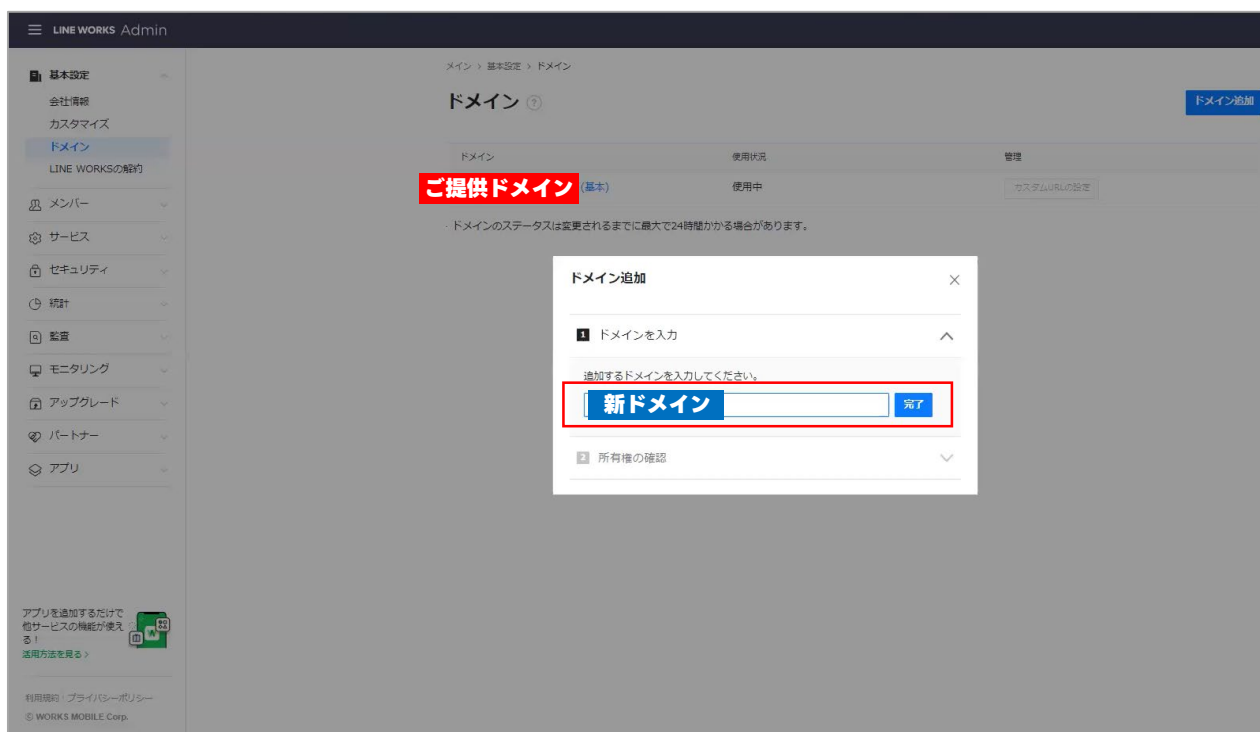 LINE WORKS Admin
基本設定
会社情報
カスタマイズ
ドメイン
LINE WORKSの解約
メンバー
サービス
セキュリティ
統計
監査
モニタリング
アップグレード
パートナー
アプリ
アプリを追加するだけで
他サービスの機能が使え
る!
活用方法を見る >
利用規約 · プライバシーポリシー
© WORKS MOBILE Corp.
メイン > 基本設定 > ドメイン
ドメイン ?
ドメイン追加
ドメイン 使用状況 管理
ご提供ドメイン (基本) 使用中 カスタムURLの設定
· ドメインのステータスは変更されるまでに最大で24時間かかる場合があります。
ドメイン追加 ×
1 ドメインを入力
追加するドメインを入力してください。
新ドメイン 完了
2 所有権の確認